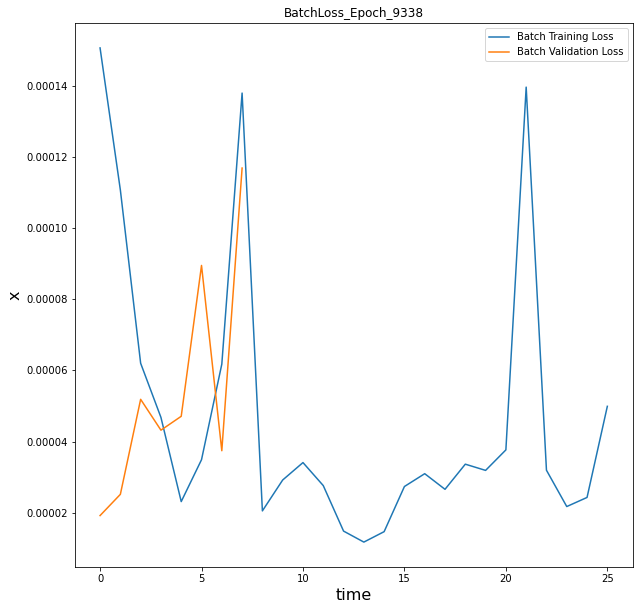 BatchLoss_Epoch_9338
Batch Training Loss
Batch Validation Loss
0.00014
0.00012
0.00010
0.00008
0.00006
0.00004
0.00002
x
0 5 10 15 20 25
time